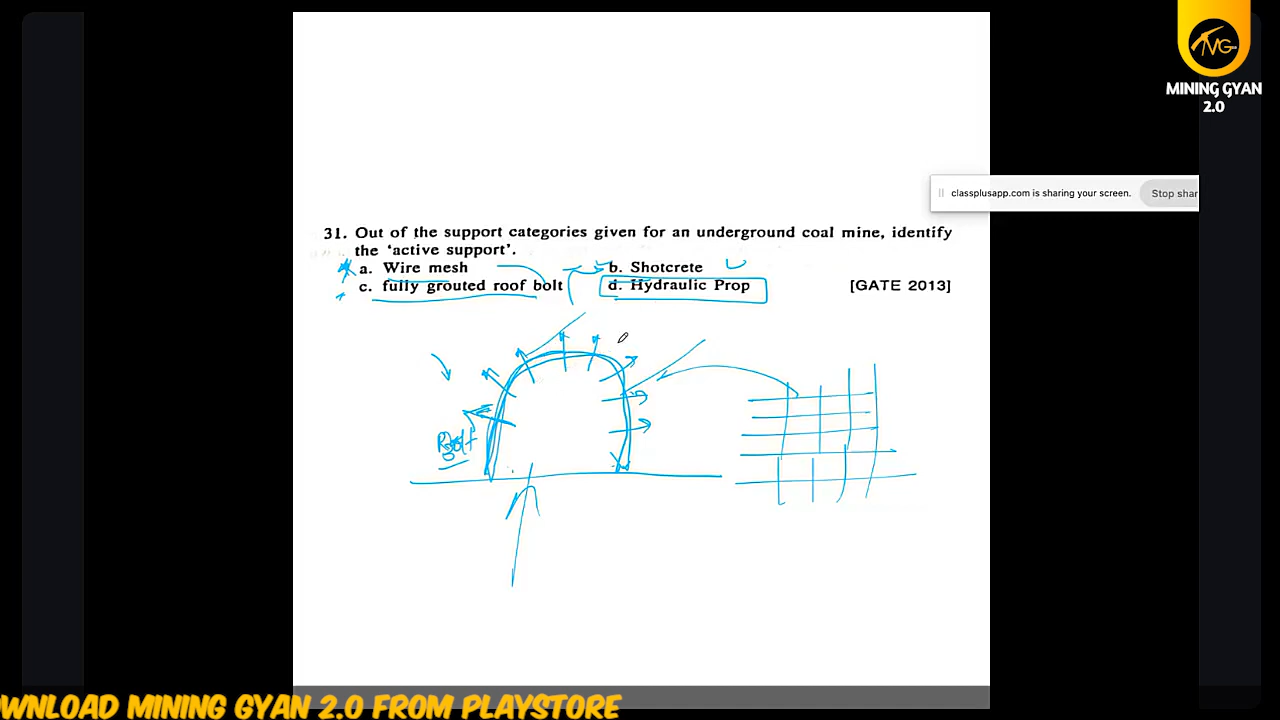 MINING GYAN
2.0
classplusapp.com is sharing your screen.
Stop shar
31. Out of the support categories given for an underground coal mine, identify
the ‘active support’.
a. Wire mesh
b. Shotcrete
c. fully grouted roof bolt
d. Hydraulic Prop
[GATE 2013]
WNLOAD MINING GYAN 2.0 FROM PLAYSTORE